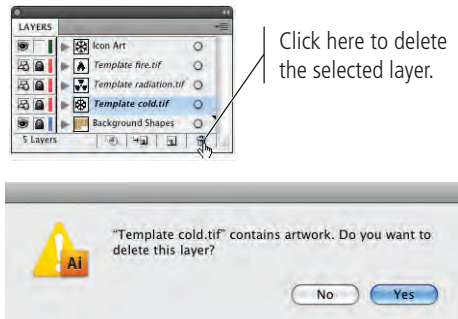 LAYERS
Icon Art
Template fire.tif
Template radiation.tif
Template cold.tif
Background Shapes
5 Layers
Click here to delete
the selected layer.
"Template cold.tif" contains artwork. Do you want to
delete this layer?
Ai
No
Yes